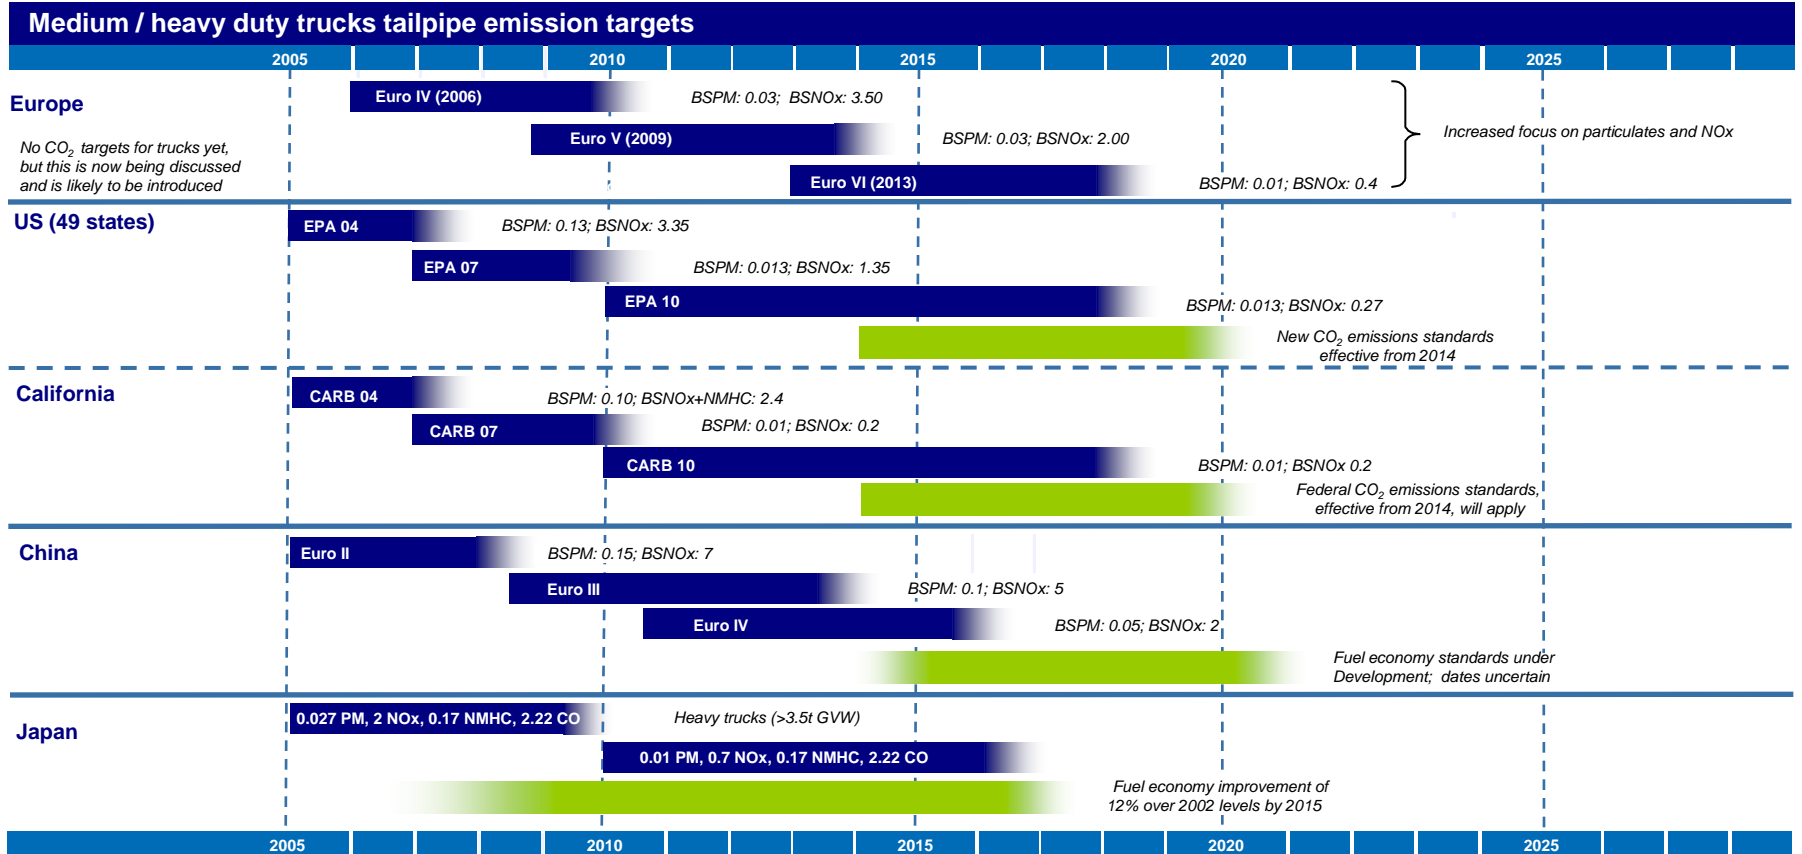 Medium / heavy duty trucks tailpipe emission targets
2005 2010 2015 2020 2025
Europe
Euro IV (2006) BSPM: 0.03; BSNOx: 3.50
Euro V (2009) BSPM: 0.03; BSNOx: 2.00
Increased focus on particulates and NOx
No CO2 targets for trucks yet,
but this is now being discussed
and is likely to be introduced
Euro VI (2013) BSPM: 0.01; BSNOx: 0.4
US (49 states)
EPA 04 BSPM: 0.13; BSNOx: 3.35
EPA 07 BSPM: 0.013; BSNOx: 1.35
EPA 10 BSPM: 0.013; BSNOx: 0.27
New CO2 emissions standards
effective from 2014
California
CARB 04 BSPM: 0.10; BSNOx+NMHC: 2.4
CARB 07 BSPM: 0.01; BSNOx: 0.2
CARB 10 BSPM: 0.01; BSNOx 0.2
Federal CO2 emissions standards,
effective from 2014, will apply
China
Euro II BSPM: 0.15; BSNOx: 7
Euro III BSPM: 0.1; BSNOx: 5
Euro IV BSPM: 0.05; BSNOx: 2
Fuel economy standards under
Development; dates uncertain
Japan
0.027 PM, 2 NOx, 0.17 NMHC, 2.22 CO Heavy trucks (>3.5t GVW)
0.01 PM, 0.7 NOx, 0.17 NMHC, 2.22 CO
Fuel economy improvement of
12% over 2002 levels by 2015
2005 2010 2015 2020 2025